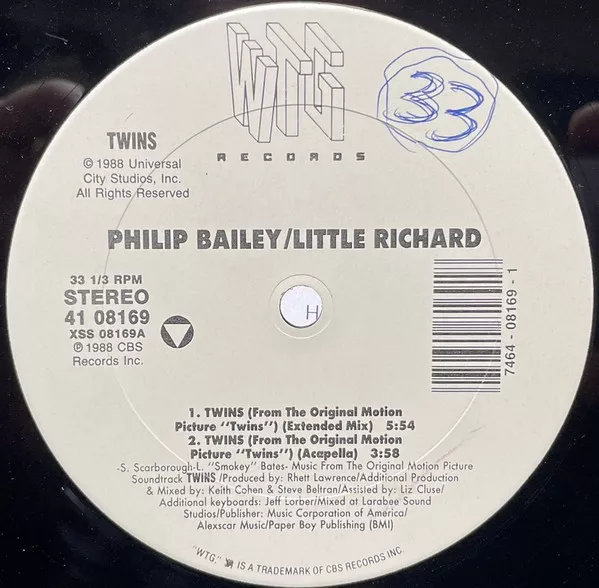 WTG
RECORDS
33
TWINS
© 1988 Universal
City Studios, Inc.
All Rights Reserved
PHILIP BAILEY/LITTLE RICHARD
33 1/3 RPM
STEREO
41 08169
XSS 08169A
℗ 1988 CBS
Records Inc.
H
7464 - 08169 - 1
1. TWINS (From The Original Motion
Picture "Twins") (Extended Mix) 5:54
2. TWINS (From The Original Motion
Picture "Twins") (Acapella) 3:58
-S. Scarborough-L. "Smokey" Bates- Music From The Original Motion Picture
Soundtrack TWINS /Produced by: Rhett Lawrence/Additional Production
& Mixed by: Keith Cohen & Steve Beltran/Assisted by: Liz Cluse/
Additional keyboards: Jeff Lorber/Mixed at Larabee Sound
Studios/Publisher: Music Corporation of America/
Alexscar Music/Paper Boy Publishing (BMI)
"WTG," IS A TRADEMARK OF CBS RECORDS INC.